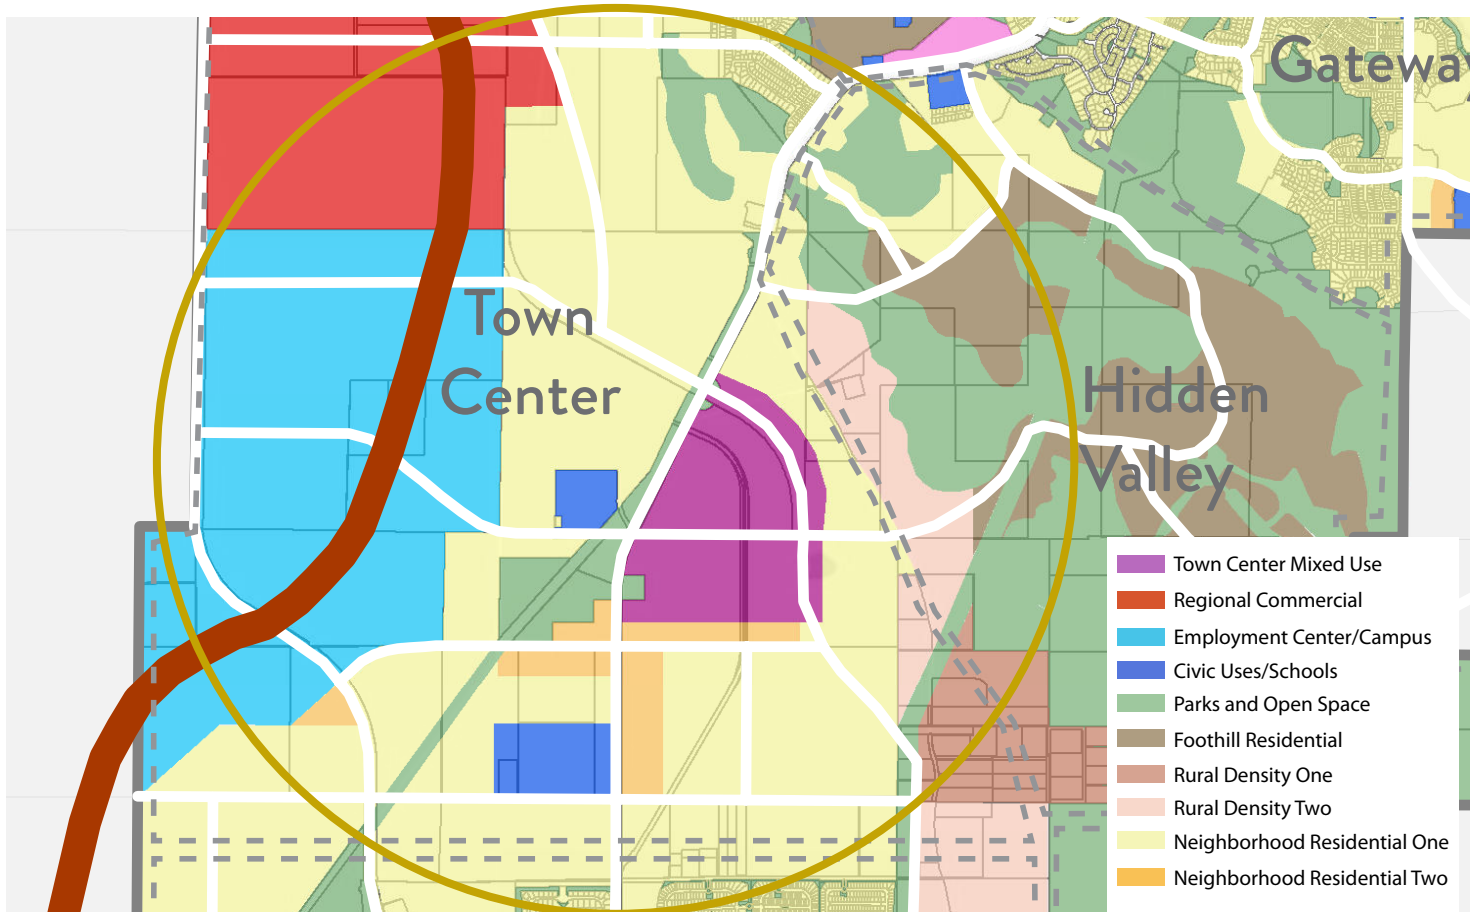 Gateway
Town
Center
Hidden
Valley
Town Center Mixed Use
Regional Commercial
Employment Center/Campus
Civic Uses/Schools
Parks and Open Space
Foothill Residential
Rural Density One
Rural Density Two
Neighborhood Residential One
Neighborhood Residential Two